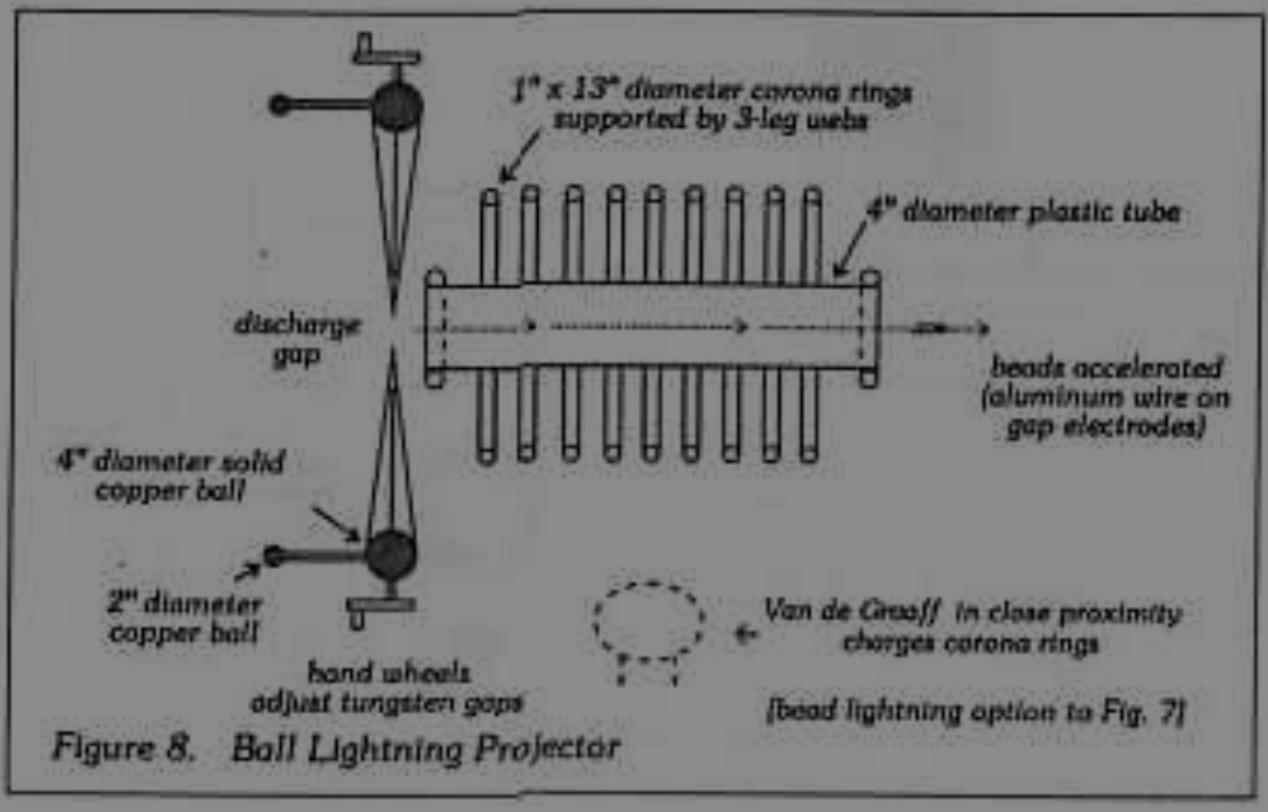 1" x 13" diameter corona rings
supported by 3-leg webs
4" diameter plastic tube
discharge
gap
beads accelerated
(aluminum wire on
gap electrodes)
4" diameter solid
copper ball
2" diameter
copper ball
hand wheels
adjust tungsten gaps
Van de Graaff in close proximity
charges corona rings
[bead lightning option to Fig. 7]
Figure 8. Ball Lightning Projector